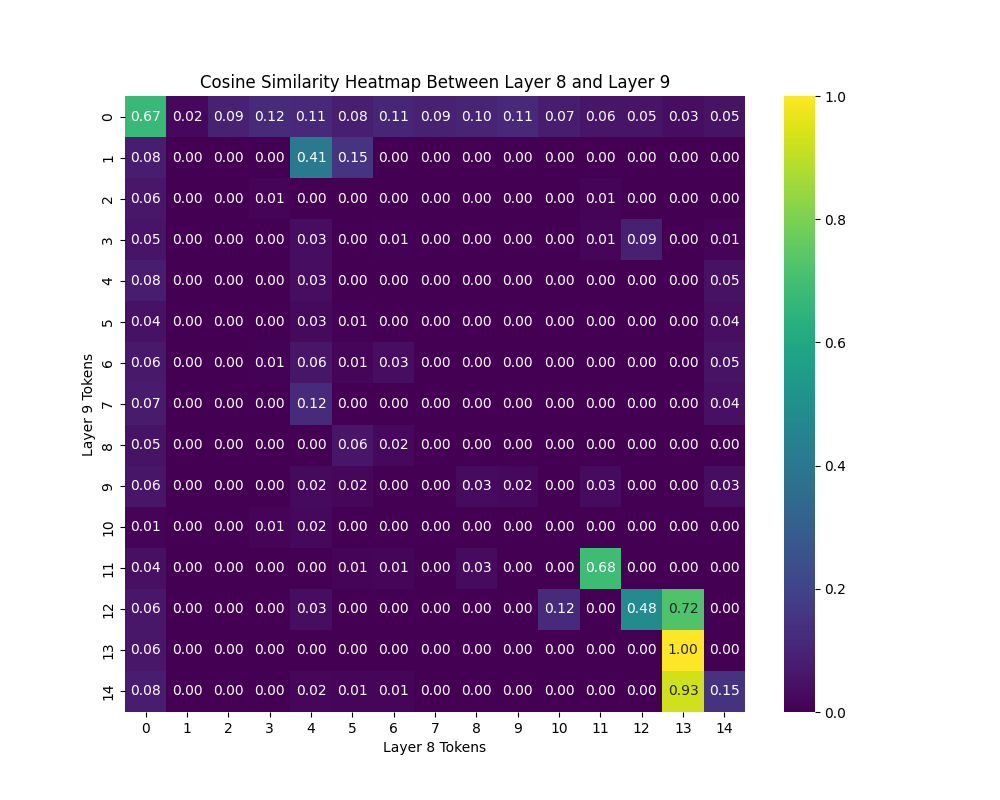 Cosine Similarity Heatmap Between Layer 8 and Layer 9
0 0.67 0.02 0.09 0.12 0.11 0.08 0.11 0.09 0.10 0.11 0.07 0.06 0.05 0.03 0.05
1 0.08 0.00 0.00 0.00 0.41 0.15 0.00 0.00 0.00 0.00 0.00 0.00 0.00 0.00 0.00
2 0.06 0.00 0.00 0.01 0.00 0.00 0.00 0.00 0.00 0.00 0.00 0.01 0.00 0.00 0.00
3 0.05 0.00 0.00 0.00 0.03 0.00 0.01 0.00 0.00 0.00 0.00 0.01 0.09 0.00 0.01
4 0.08 0.00 0.00 0.00 0.03 0.00 0.00 0.00 0.00 0.00 0.00 0.00 0.00 0.00 0.05
5 0.04 0.00 0.00 0.00 0.03 0.01 0.00 0.00 0.00 0.00 0.00 0.00 0.00 0.00 0.04
6 0.06 0.00 0.00 0.01 0.06 0.01 0.03 0.00 0.00 0.00 0.00 0.00 0.00 0.00 0.05
7 0.07 0.00 0.00 0.00 0.12 0.00 0.00 0.00 0.00 0.00 0.00 0.00 0.00 0.00 0.04
8 0.05 0.00 0.00 0.00 0.00 0.06 0.02 0.00 0.00 0.00 0.00 0.00 0.00 0.00 0.00
9 0.06 0.00 0.00 0.00 0.02 0.02 0.00 0.00 0.03 0.02 0.00 0.03 0.00 0.00 0.03
10 0.01 0.00 0.00 0.01 0.02 0.00 0.00 0.00 0.00 0.00 0.00 0.00 0.00 0.00 0.00
11 0.04 0.00 0.00 0.00 0.00 0.01 0.01 0.00 0.03 0.00 0.00 0.68 0.00 0.00 0.00
12 0.06 0.00 0.00 0.00 0.03 0.00 0.00 0.00 0.00 0.00 0.12 0.00 0.48 0.72 0.00
13 0.06 0.00 0.00 0.00 0.00 0.00 0.00 0.00 0.00 0.00 0.00 0.00 0.00 1.00 0.00
14 0.08 0.00 0.00 0.00 0.02 0.01 0.01 0.00 0.00 0.00 0.00 0.00 0.00 0.93 0.15
0 1 2 3 4 5 6 7 8 9 10 11 12 13 14
Layer 8 Tokens
Layer 9 Tokens
1.0
0.8
0.6
0.4
0.2
0.0